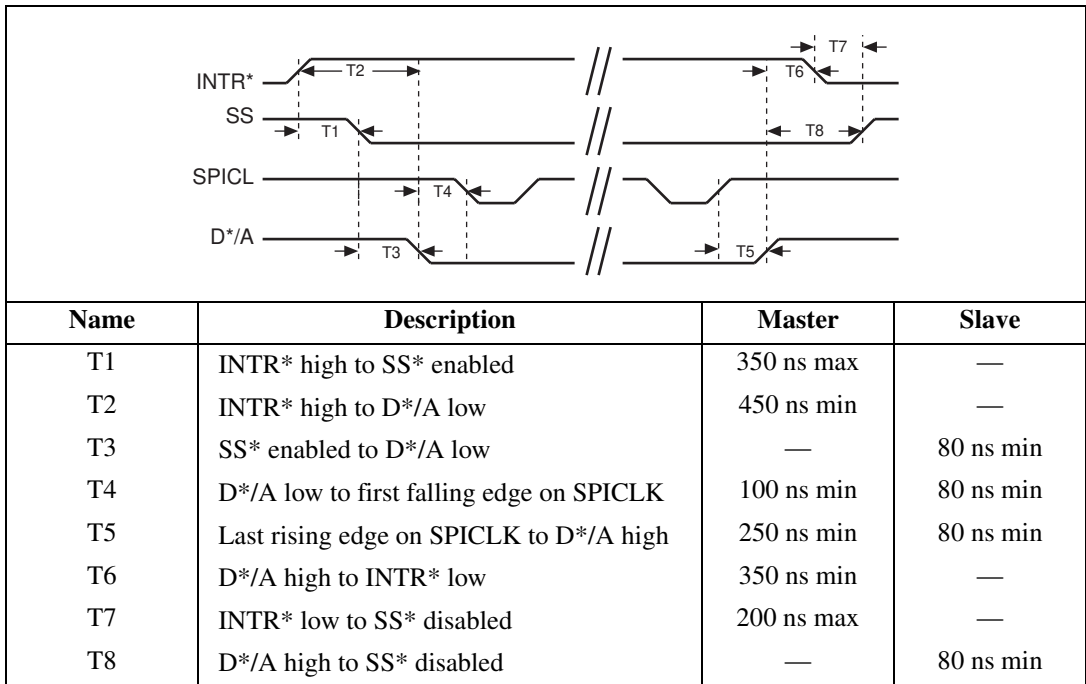 T7
T2
T6
INTR*
SS
T1
T8
SPICL
T4
D*/A
T3
T5
Name Description Master Slave
T1 INTR* high to SS* enabled 350 ns max —
T2 INTR* high to D*/A low 450 ns min —
T3 SS* enabled to D*/A low — 80 ns min
T4 D*/A low to first falling edge on SPICLK 100 ns min 80 ns min
T5 Last rising edge on SPICLK to D*/A high 250 ns min 80 ns min
T6 D*/A high to INTR* low 350 ns min —
T7 INTR* low to SS* disabled 200 ns max —
T8 D*/A high to SS* disabled — 80 ns min